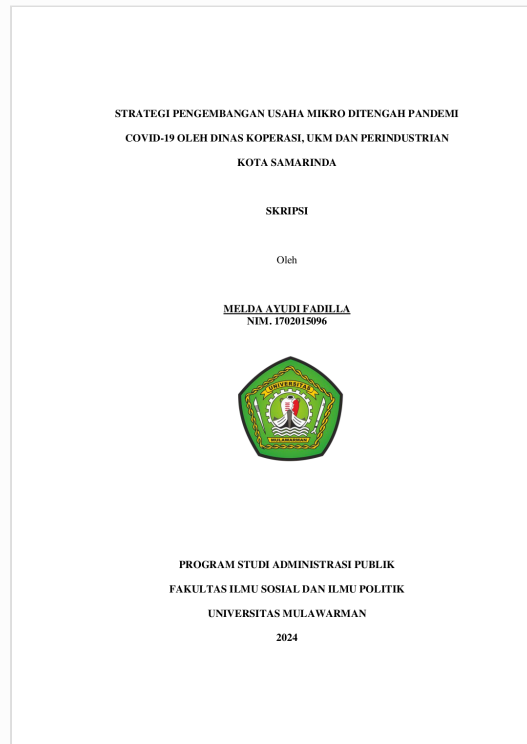 STRATEGI PENGEMBANGAN USAHA MIKRO DITENGAH PANDEMI
COVID-19 OLEH DINAS KOPERASI, UKM DAN PERINDUSTRIAN
KOTA SAMARINDA
SKRIPSI
Oleh
MELDA AYUDI FADILLA
NIM. 1702015096
UNIVERSITAS
MULAWARMAN
PROGRAM STUDI ADMINISTRASI PUBLIK
FAKULTAS ILMU SOSIAL DAN ILMU POLITIK
UNIVERSITAS MULAWARMAN
2024